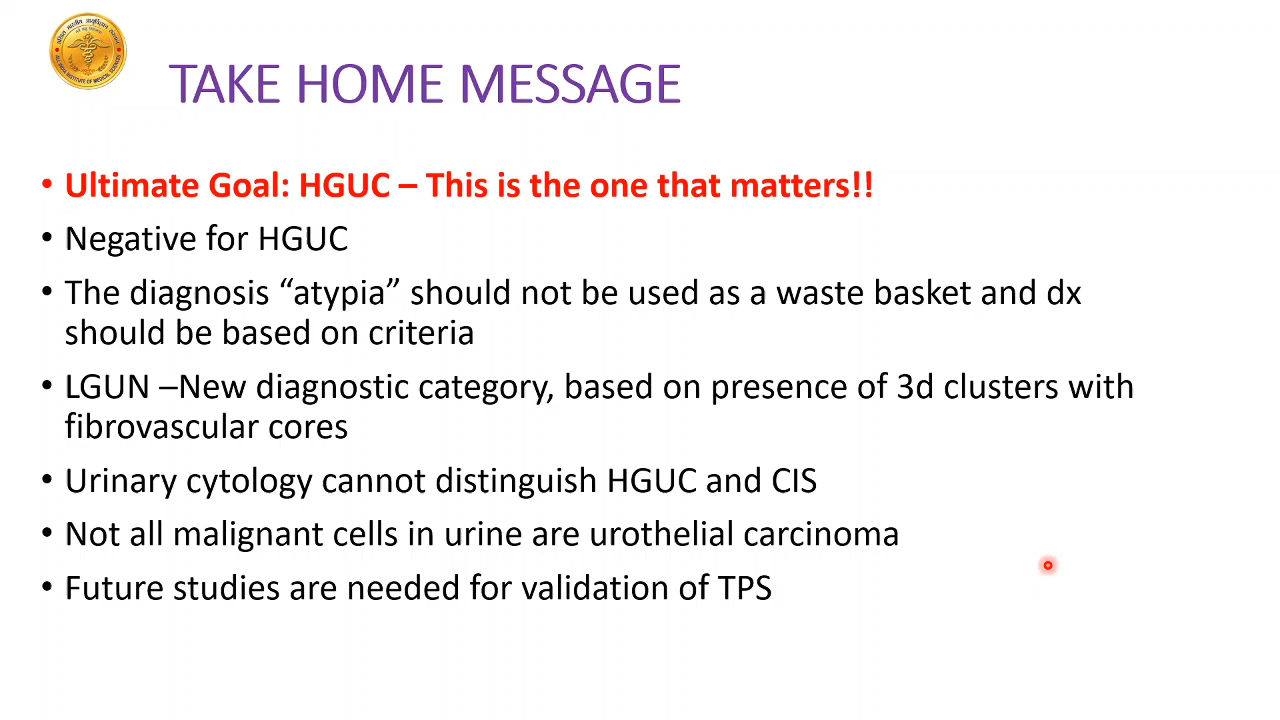 TAKE HOME MESSAGE
• Ultimate Goal: HGUC – This is the one that matters!!
• Negative for HGUC
• The diagnosis “atypia” should not be used as a waste basket and dx
should be based on criteria
• LGUN –New diagnostic category, based on presence of 3d clusters with
fibrovascular cores
• Urinary cytology cannot distinguish HGUC and CIS
• Not all malignant cells in urine are urothelial carcinoma
• Future studies are needed for validation of TPS